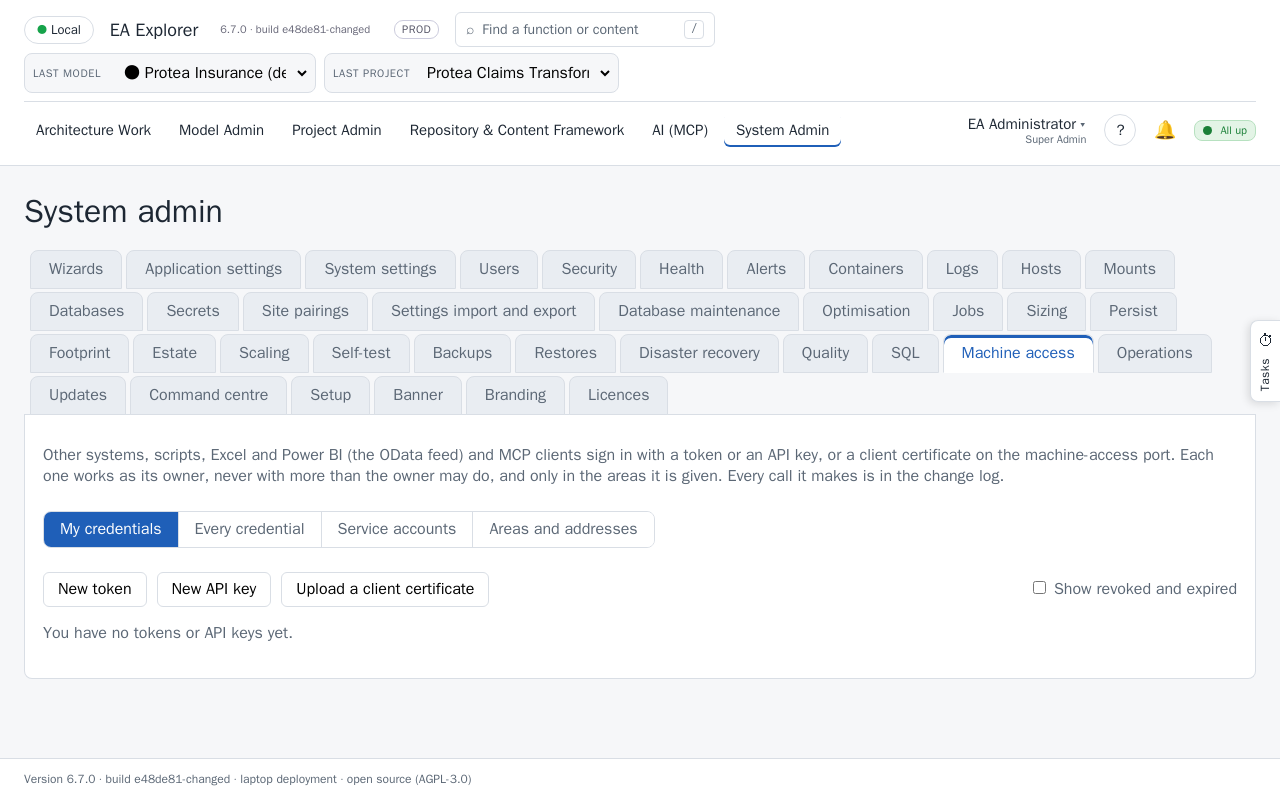 Local EA Explorer 6.7.0 · build e48de81-changed PROD Find a function or content /
LAST MODEL Protea Insurance (de LAST PROJECT Protea Claims Transfor
Architecture Work Model Admin Project Admin Repository & Content Framework AI (MCP) System Admin EA Administrator ? All up
Super Admin
System admin
Wizards Application settings System settings Users Security Health Alerts Containers Logs Hosts Mounts
Databases Secrets Site pairings Settings import and export Database maintenance Optimisation Jobs Sizing Persist
Footprint Estate Scaling Self-test Backups Restores Disaster recovery Quality SQL Machine access Operations
Updates Command centre Setup Banner Branding Licences
Tasks
Other systems, scripts, Excel and Power BI (the OData feed) and MCP clients sign in with a token or an API key, or a client certificate on the machine-access port. Each
one works as its owner, never with more than the owner may do, and only in the areas it is given. Every call it makes is in the change log.
My credentials Every credential Service accounts Areas and addresses
New token New API key Upload a client certificate Show revoked and expired
You have no tokens or API keys yet.
Version 6.7.0 · build e48de81-changed · laptop deployment · open source (AGPL-3.0)